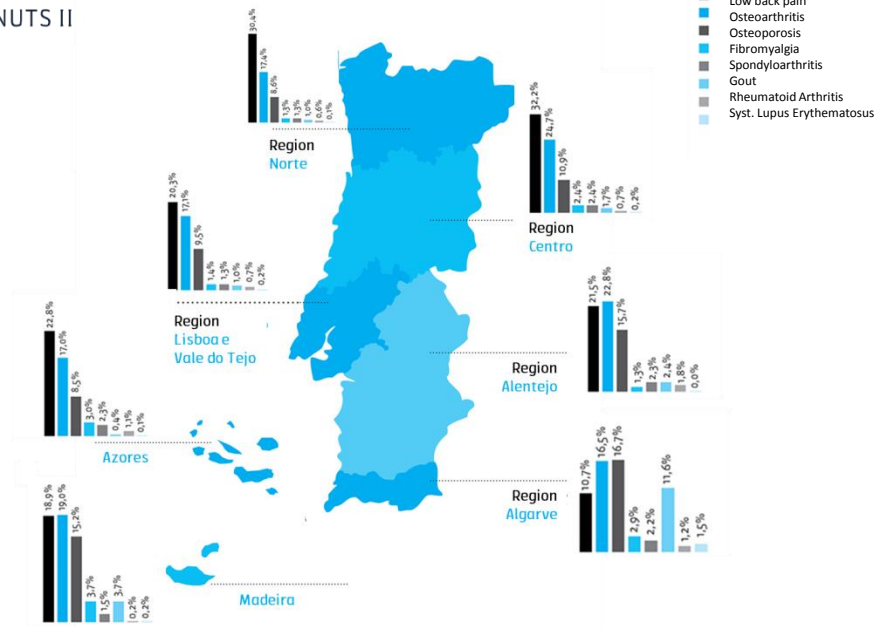 NUTS II
Low back pain
Osteoarthritis
Osteoporosis
Fibromyalgia
Spondyloarthritis
Gout
Rheumatoid Arthritis
Syst. Lupus Erythematosus
30,4%
17,4%
8,6%
1,3%
1,3%
1,0%
0,6%
0,1%
Region
Norte
32,2%
24,7%
10,9%
2,4%
2,4%
1,7%
0,7%
0,2%
Region
Centro
20,3%
17,1%
9,5%
1,4%
1,3%
1,0%
0,7%
0,2%
Region
Lisboa e
Vale do Tejo
21,5%
22,8%
15,7%
1,3%
2,3%
2,4%
1,8%
0,0%
Region
Alentejo
22,8%
17,0%
8,5%
3,0%
2,3%
0,4%
1,1%
0,1%
Azores
10,7%
16,5%
16,7%
2,9%
2,2%
11,6%
1,2%
1,5%
Region
Algarve
18,9%
19,0%
15,2%
3,7%
1,5%
3,7%
0,2%
0,2%
Madeira